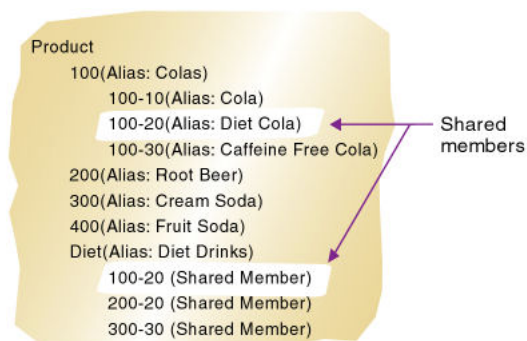 Product
100(Alias: Colas)
100-10(Alias: Cola)
100-20(Alias: Diet Cola)
100-30(Alias: Caffeine Free Cola)
200(Alias: Root Beer)
300(Alias: Cream Soda)
400(Alias: Fruit Soda)
Diet(Alias: Diet Drinks)
100-20 (Shared Member)
200-20 (Shared Member)
300-30 (Shared Member)
Shared
members